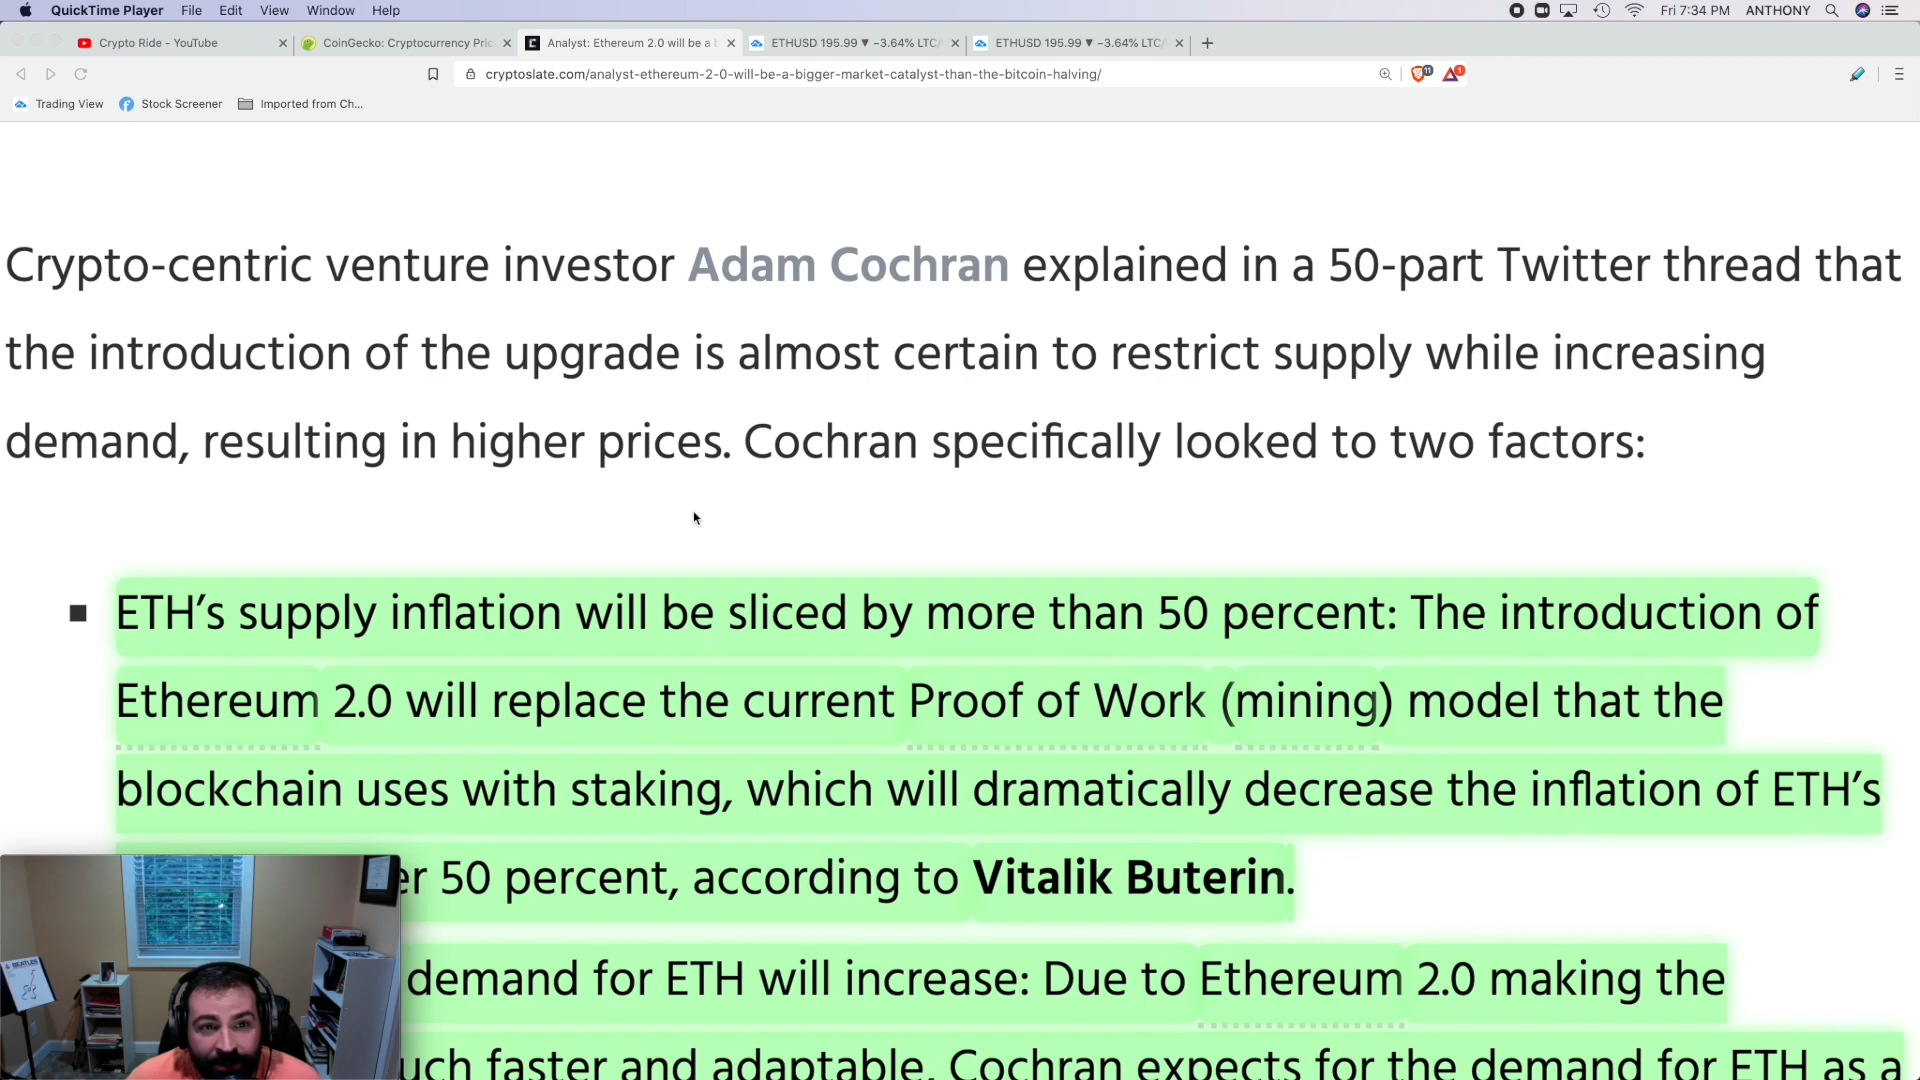 QuickTime Player File Edit View Window Help Fri 7:34 PM ANTHONY
Crypto Ride - YouTube CoinGecko: Cryptocurrency Pric Analyst: Ethereum 2.0 will be a b ETHUSD 195.99 ▼ −3.64% LTC/ ETHUSD 195.99 ▼ −3.64% LTC/
cryptoslate.com/analyst-ethereum-2-0-will-be-a-bigger-market-catalyst-than-the-bitcoin-halving/ 11 1
Trading View Stock Screener Imported from Ch...
Crypto-centric venture investor Adam Cochran explained in a 50-part Twitter thread that
the introduction of the upgrade is almost certain to restrict supply while increasing
demand, resulting in higher prices. Cochran specifically looked to two factors:
■ ETH’s supply inflation will be sliced by more than 50 percent: The introduction of
Ethereum 2.0 will replace the current Proof of Work (mining) model that the
blockchain uses with staking, which will dramatically decrease the inflation of ETH’s
er 50 percent, according to Vitalik Buterin.
demand for ETH will increase: Due to Ethereum 2.0 making the
uch faster and adaptable, Cochran expects for the demand for ETH as a
BEATLES